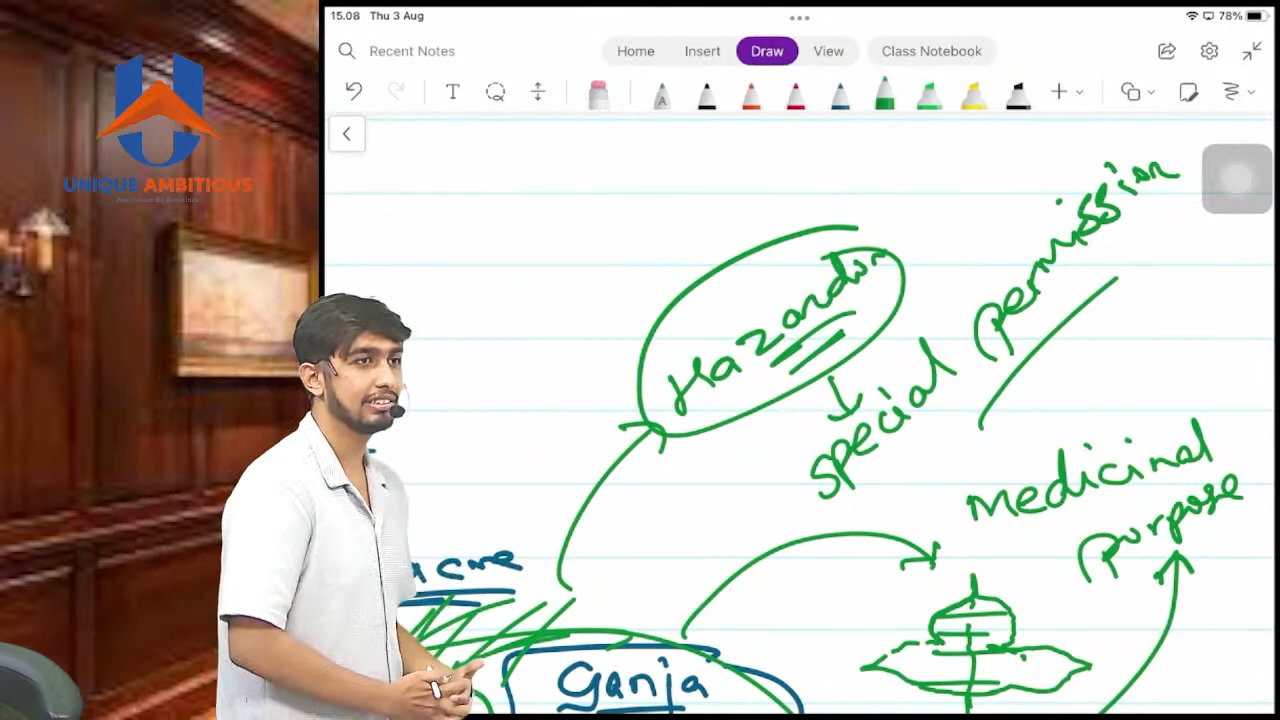 15.08 Thu 3 Aug
78%
Recent Notes
Home Insert Draw View Class Notebook
T
A
UNIQUE AMBITIOUS
special permission
medicinal
purpose
acre
Ganja